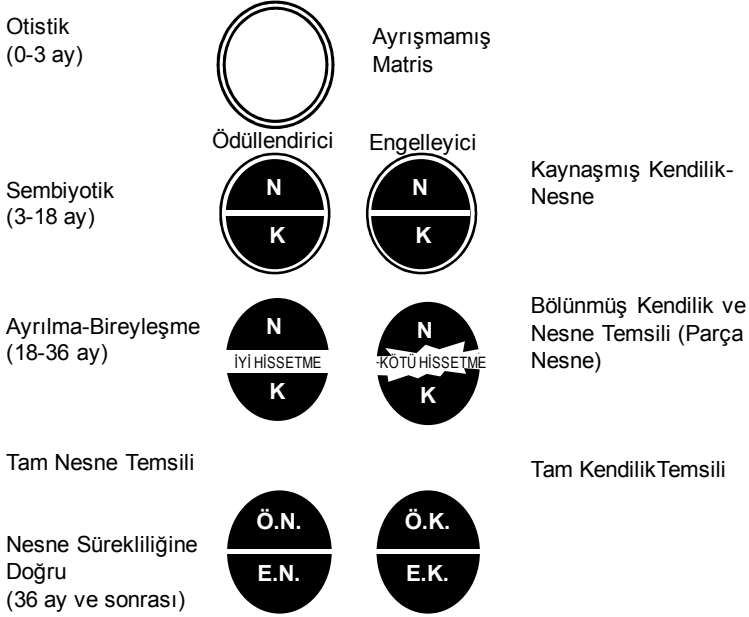 Otistik
(0-3 ay)
Ayrışmamış
Matris
Ödüllendirici
Engelleyici
Sembiyotik
(3-18 ay)
N
K
N
K
Kaynaşmış Kendilik-
Nesne
Ayrılma-Bireyleşme
(18-36 ay)
N
İYİ HİSSETME
K
N
-KÖTÜ HİSSETME
K
Bölünmüş Kendilik ve
Nesne Temsili (Parça
Nesne)
Tam Nesne Temsili
Tam KendilikTemsili
Nesne Sürekliliğine
Doğru
(36 ay ve sonrası)
Ö.N.
E.N.
Ö.K.
E.K.